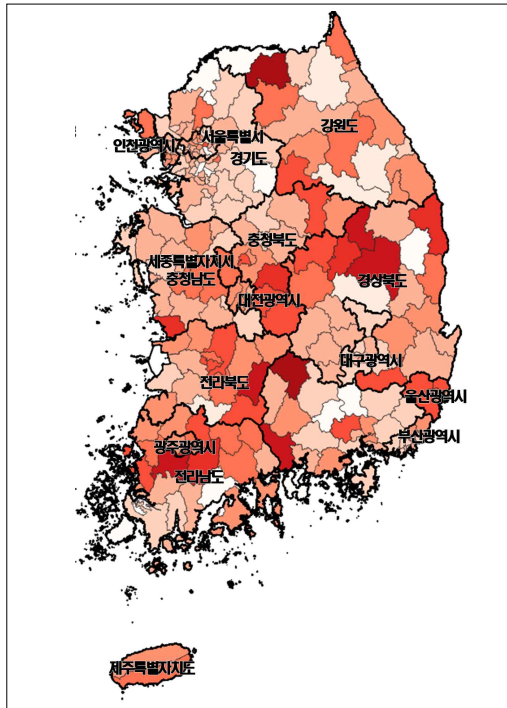 강원도
서울특별시
인천광역시
경기도
충청북도
세종특별자치시
충청남도
경상북도
대전광역시
대구광역시
전라북도
울산광역시
부산광역시
광주광역시
전라남도
제주특별자치도